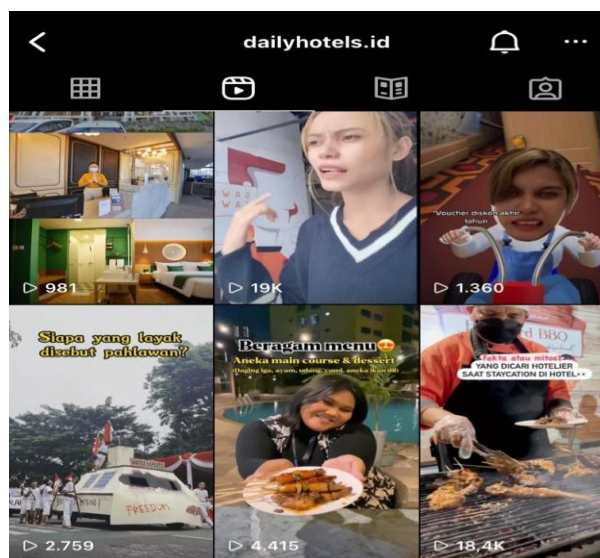 dailyhotels.id
981
19K
"Voucher diskon akhir
tahun
1.360
Siapa yang layak
disebut pahlawan?
FREEDOM
2.759
Beragam menu😍
Aneka main course & dessert
4.415
BBQ
fakta atau mitos
YANG DICARI HOTELIER
SAAT STAYCATION DI HOTEL👀
18,4K